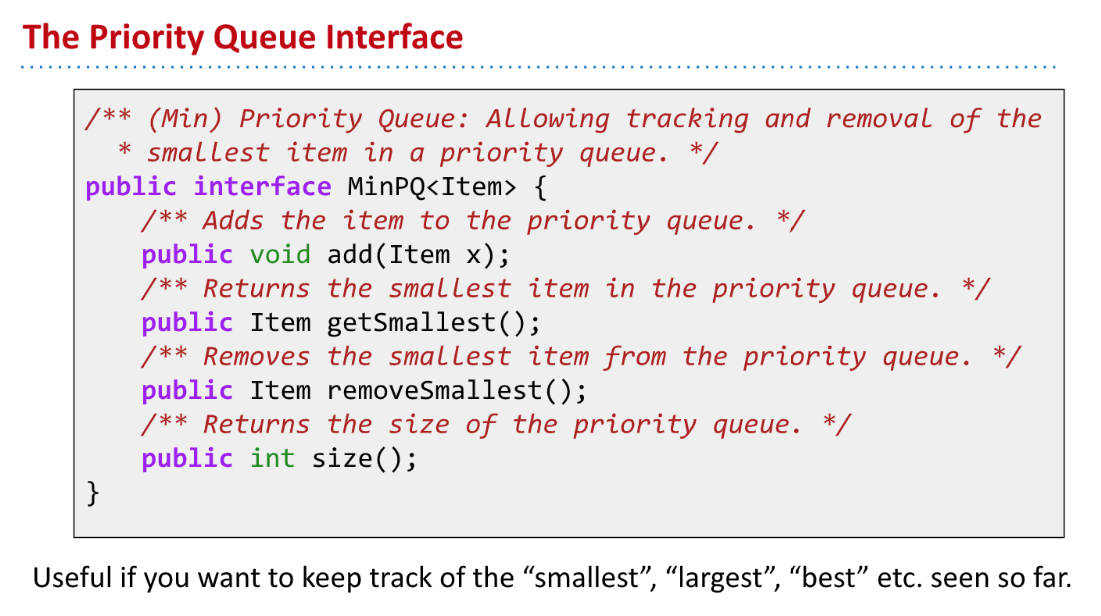 The Priority Queue Interface
/** (Min) Priority Queue: Allowing tracking and removal of the
* smallest item in a priority queue. */
public interface MinPQ<Item> {
/** Adds the item to the priority queue. */
public void add(Item x);
/** Returns the smallest item in the priority queue. */
public Item getSmallest();
/** Removes the smallest item from the priority queue. */
public Item removeSmallest();
/** Returns the size of the priority queue. */
public int size();
}
Useful if you want to keep track of the “smallest”, “largest”, “best” etc. seen so far.